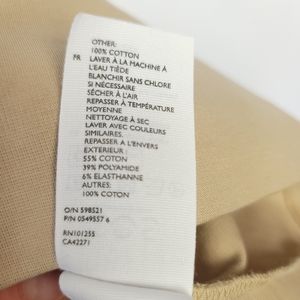 OTHER:
100% COTTON
FR LAVER À LA MACHINE À
L'EAU TIÈDE
BLANCHIR SANS CHLORE
SI NÉCESSAIRE
SÉCHER À L'AIR
REPASSER À TEMPÉRATURE
MOYENNE
NETTOYAGE À SEC
LAVER AVEC COULEURS
SIMILAIRES.
REPASSER À L'ENVERS
EXTERIEUR
55% COTON
39% POLYAMIDE
6% ELASTHANNE
AUTRES:
100% COTON
O/N 598521
P/N 0549557 6
RN101255
CA42271